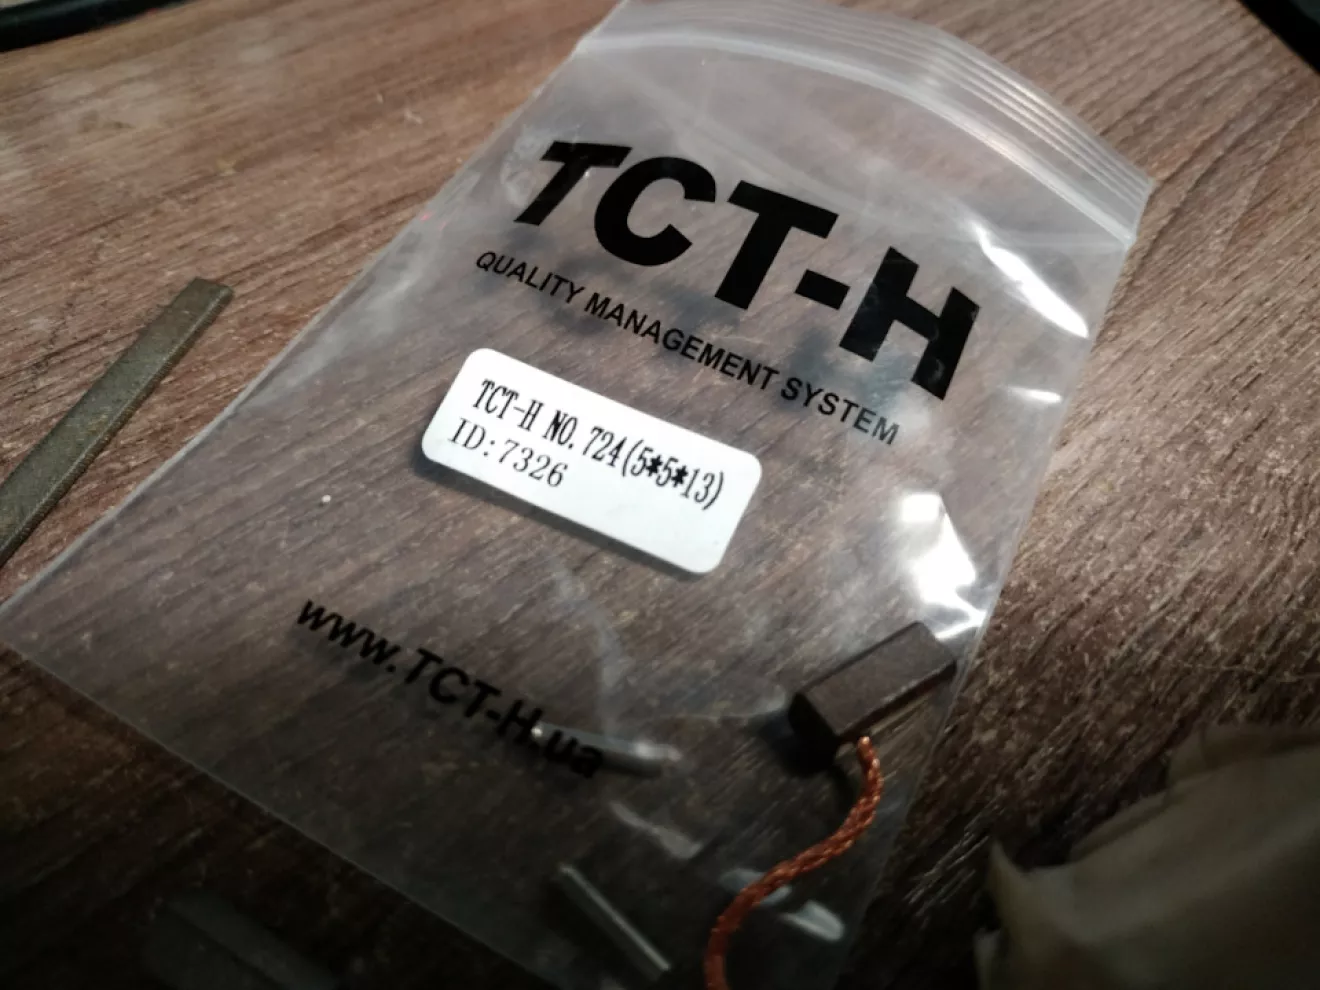 TCT-H
QUALITY MANAGEMENT SYSTEM
TCT-H NO.724(5*5*13)
ID:7326
www.TCT-H.ua